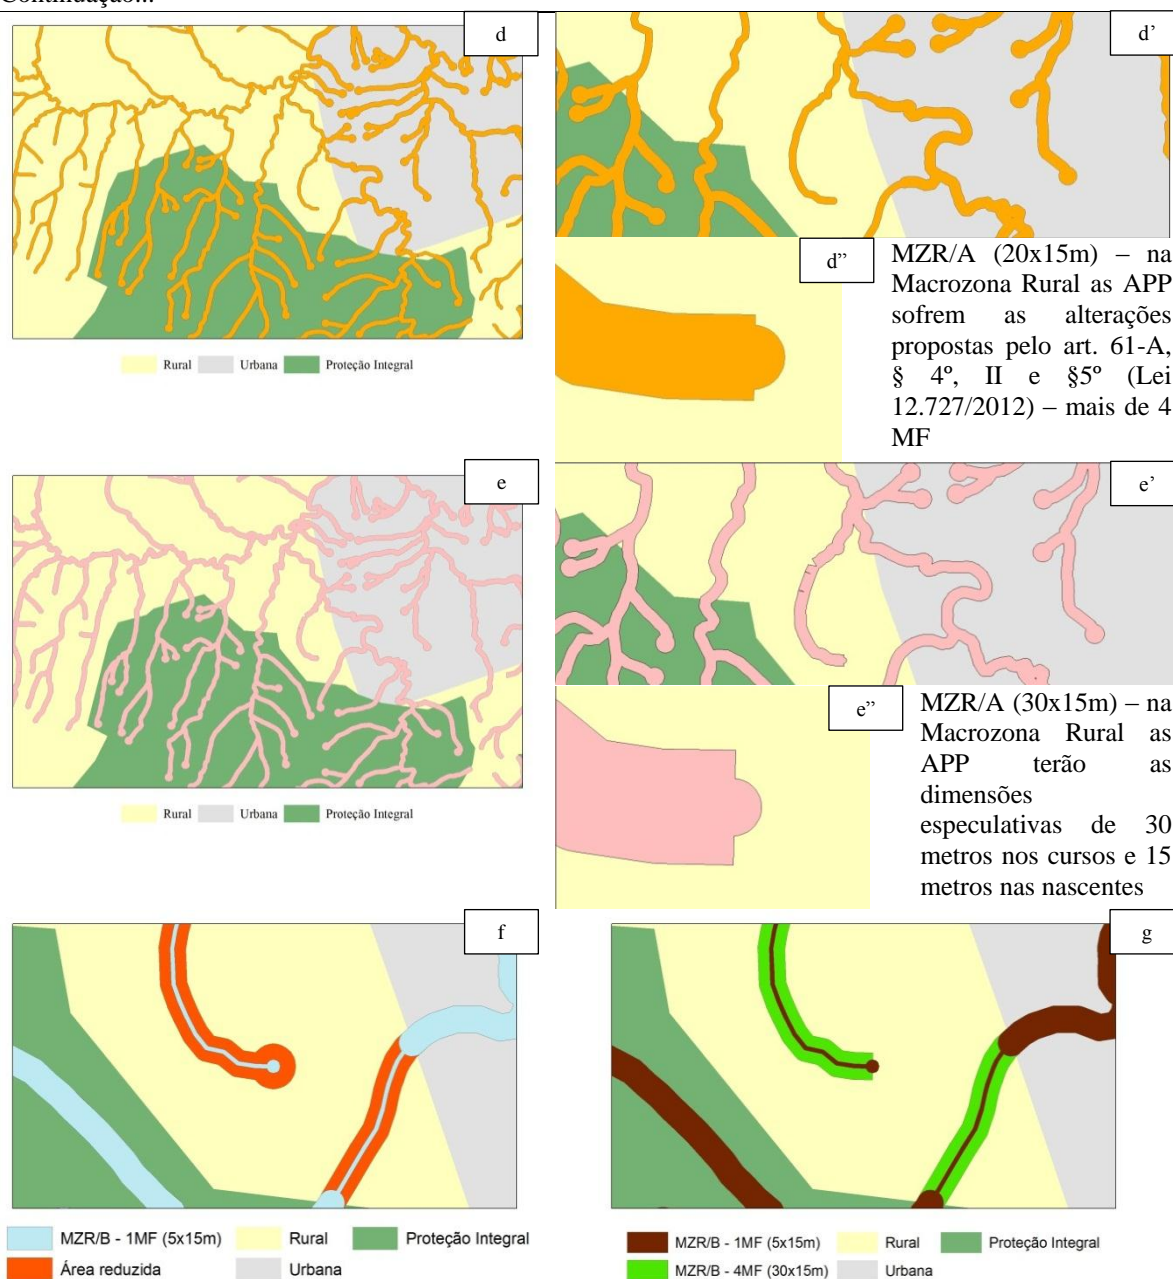 Continuação...
d
d’
Rural Urbana Proteção Integral
d”
MZR/A (20x15m) – na
Macrozona Rural as APP
sofrem as alterações
propostas pelo art. 61-A,
§ 4º, II e §5º (Lei
12.727/2012) – mais de 4
MF
e
e’
Rural Urbana Proteção Integral
e”
MZR/A (30x15m) – na
Macrozona Rural as
APP terão as
dimensões
especulativas de 30
metros nos cursos e 15
metros nas nascentes
f
MZR/B - 1MF (5x15m) Rural Proteção Integral
Área reduzida Urbana
g
MZR/B - 1MF (5x15m) Rural Proteção Integral
MZR/B - 4MF (30x15m) Urbana